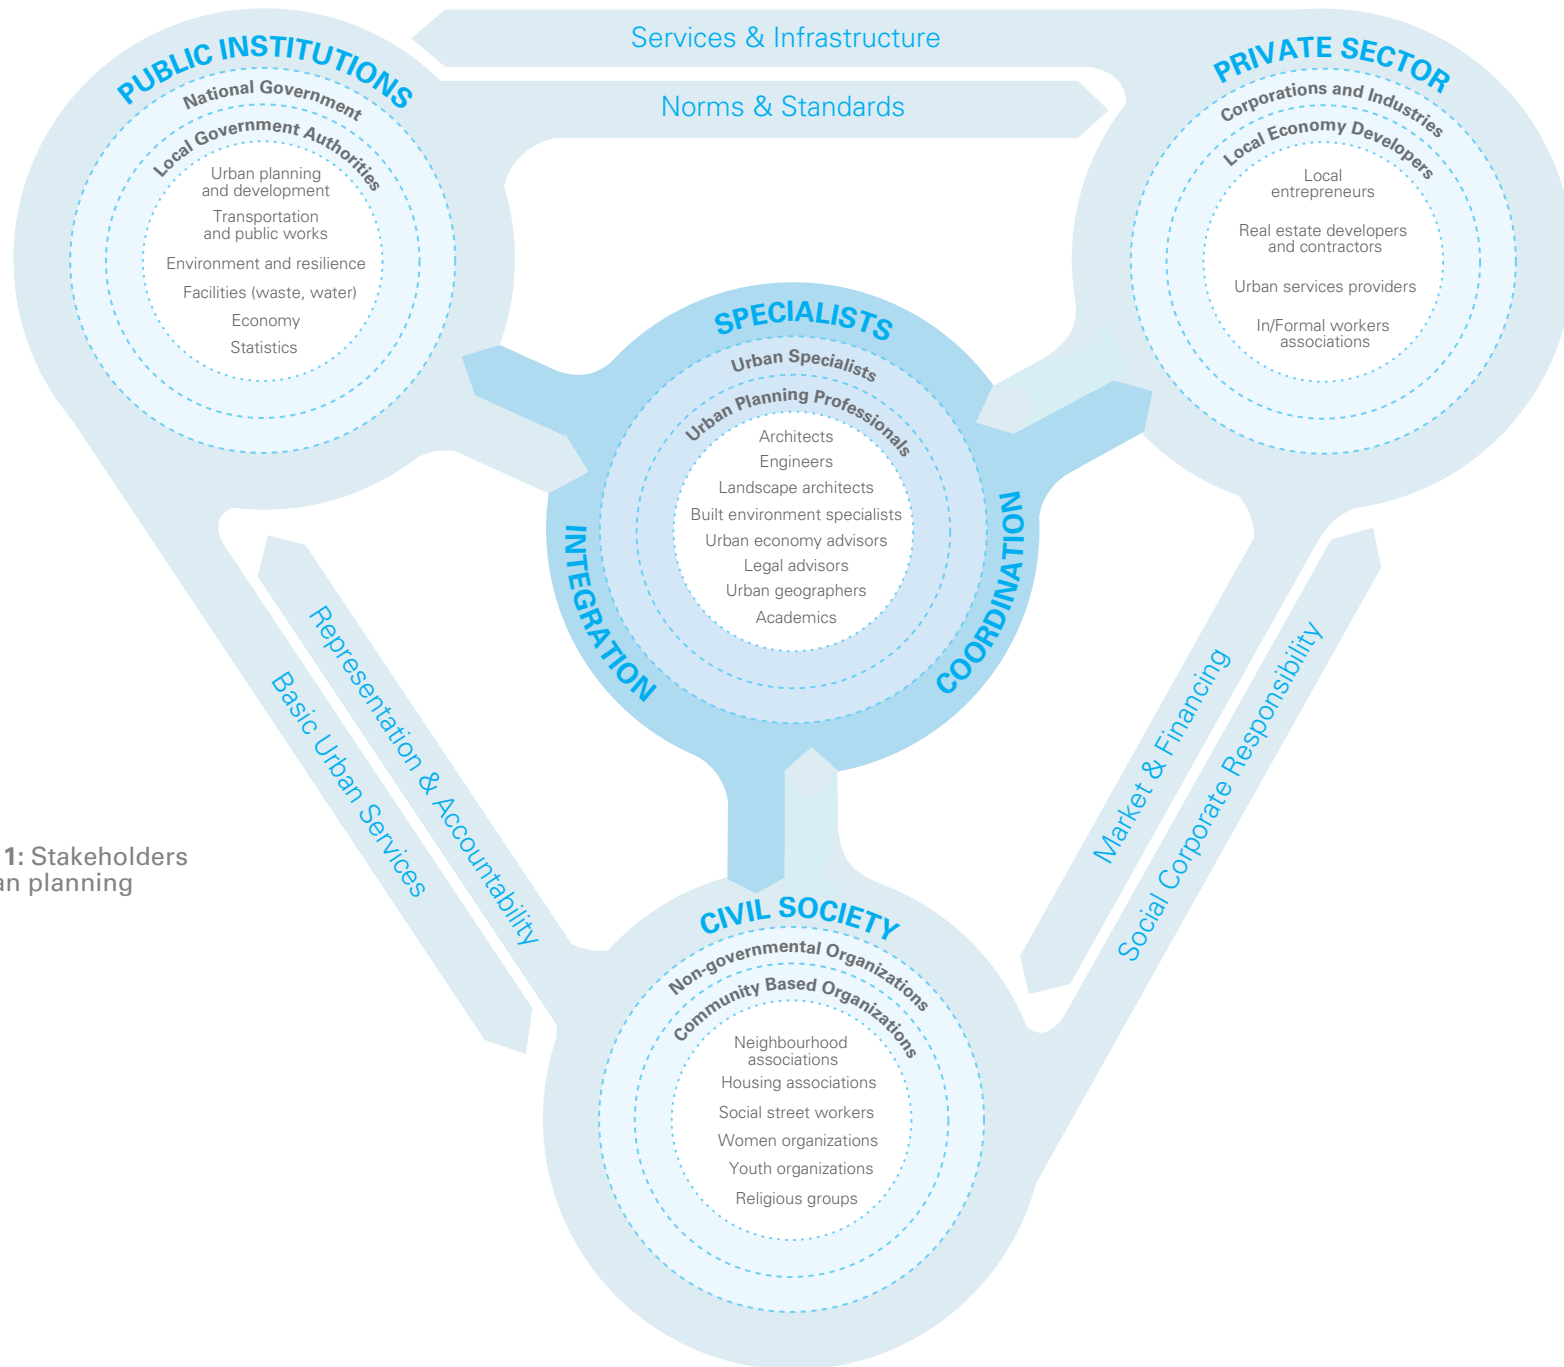 Services & Infrastructure
Norms & Standards
PUBLIC INSTITUTIONS
National Government
Local Government Authorities
Urban planning
and development
Transportation
and public works
Environment and resilience
Facilities (waste, water)
Economy
Statistics
PRIVATE SECTOR
Corporations and Industries
Local Economy Developers
Local
entrepreneurs
Real estate developers
and contractors
Urban services providers
In/Formal workers
associations
SPECIALISTS
Urban Specialists
Urban Planning Professionals
Architects
Engineers
Landscape architects
Built environment specialists
Urban economy advisors
Legal advisors
Urban geographers
Academics
INTEGRATION
COORDINATION
Representation & Accountability
Basic Urban Services
Market & Financing
Social Corporate Responsibility
1: Stakeholders
planning
CIVIL SOCIETY
Non-governmental Organizations
Community Based Organizations
Neighbourhood
associations
Housing associations
Social street workers
Women organizations
Youth organizations
Religious groups